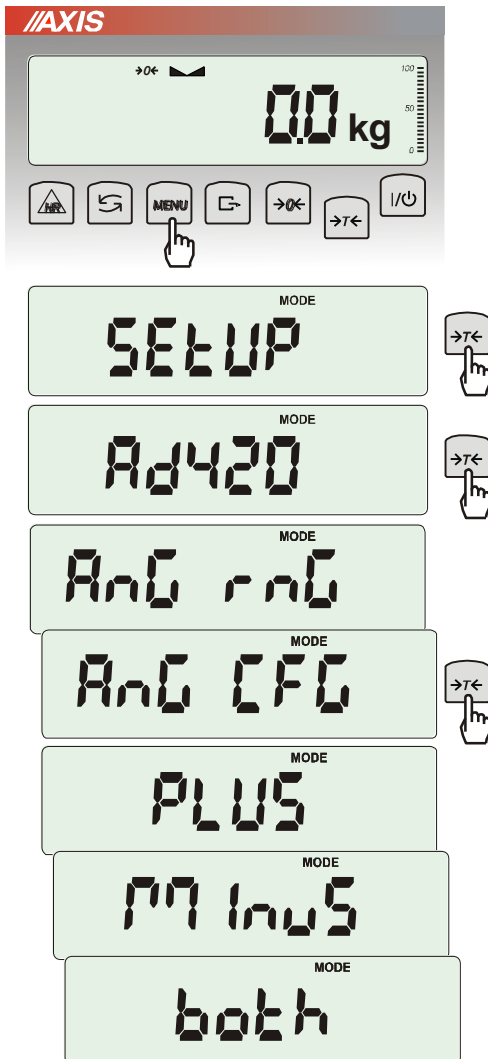 AXIS
→0←
100
50
0
0.0 kg
HR MENU →0← →T← I/
MODE
SEtUP
→T←
MODE
Ad420
→T←
MODE
AnG rnG
MODE
AnG CFG
→T←
MODE
PLUS
MODE
MInuS
MODE
both